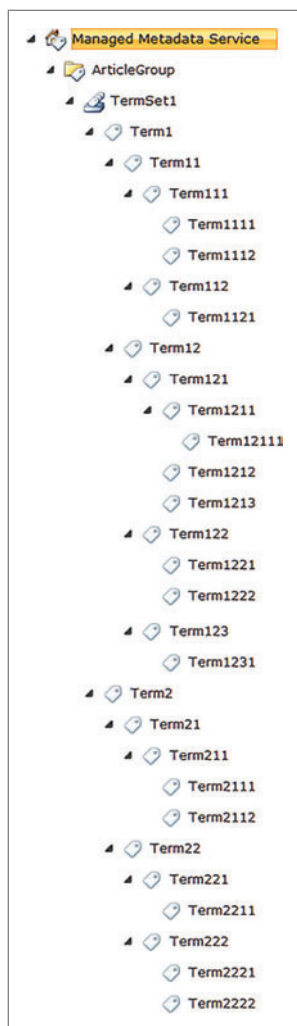 Managed Metadata Service
ArticleGroup
TermSet1
Term1
Term11
Term111
Term1111
Term1112
Term112
Term1121
Term12
Term121
Term1211
Term12111
Term1212
Term1213
Term122
Term1221
Term1222
Term123
Term1231
Term2
Term21
Term211
Term2111
Term2112
Term22
Term221
Term2211
Term222
Term2221
Term2222